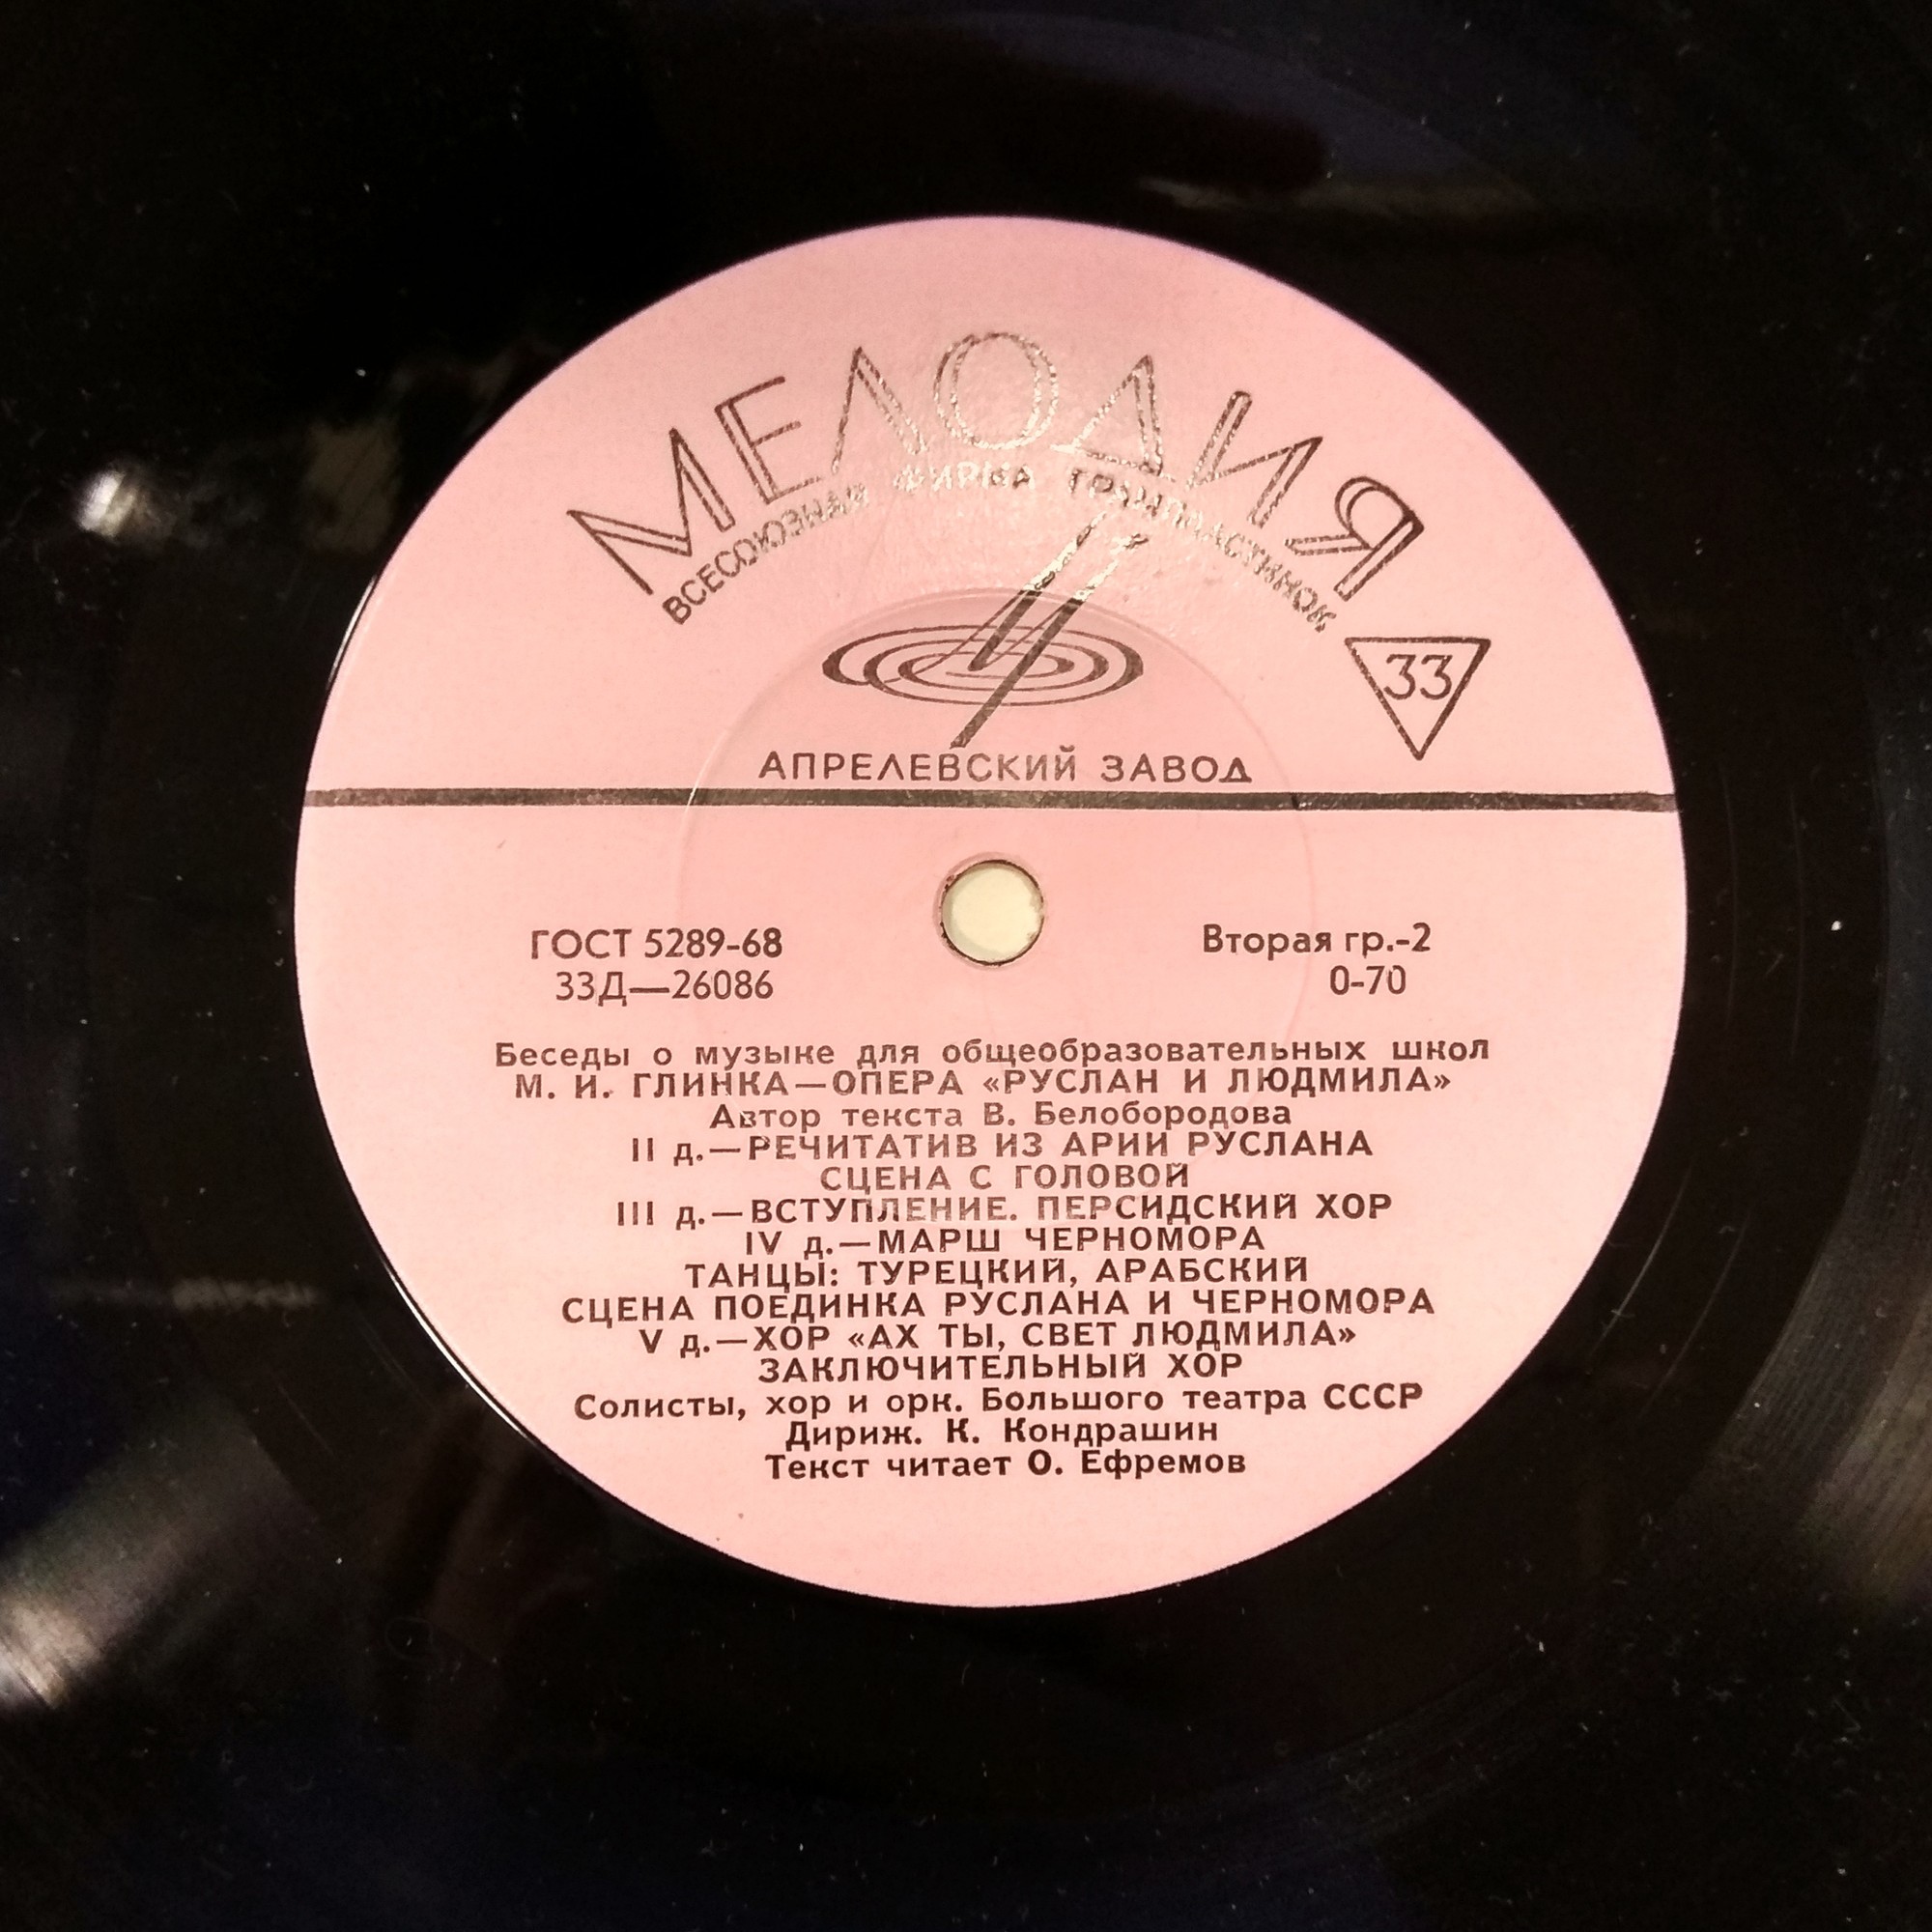 МЕЛОДИЯ
ВСЕСОЮЗНАЯ ФИРМА ГРАМПЛАСТИНОК
33
АПРЕЛЕВСКИЙ ЗАВОД
ГОСТ 5289-68
Вторая гр.-2
33Д—26086
0-70
Беседы о музыке для общеобразовательных школ
М. И. ГЛИНКА—ОПЕРА «РУСЛАН И ЛЮДМИЛА»
Автор текста В. Белобородова
II д.—РЕЧИТАТИВ ИЗ АРИИ РУСЛАНА
СЦЕНА С ГОЛОВОЙ
III д.—ВСТУПЛЕНИЕ. ПЕРСИДСКИЙ ХОР
IV д.—МАРШ ЧЕРНОМОРА
ТАНЦЫ: ТУРЕЦКИЙ, АРАБСКИЙ
СЦЕНА ПОЕДИНКА РУСЛАНА И ЧЕРНОМОРА
V д.—ХОР «АХ ТЫ, СВЕТ ЛЮДМИЛА»
ЗАКЛЮЧИТЕЛЬНЫЙ ХОР
Солисты, хор и орк. Большого театра СССР
Дириж. К. Кондрашин
Текст читает О. Ефремов